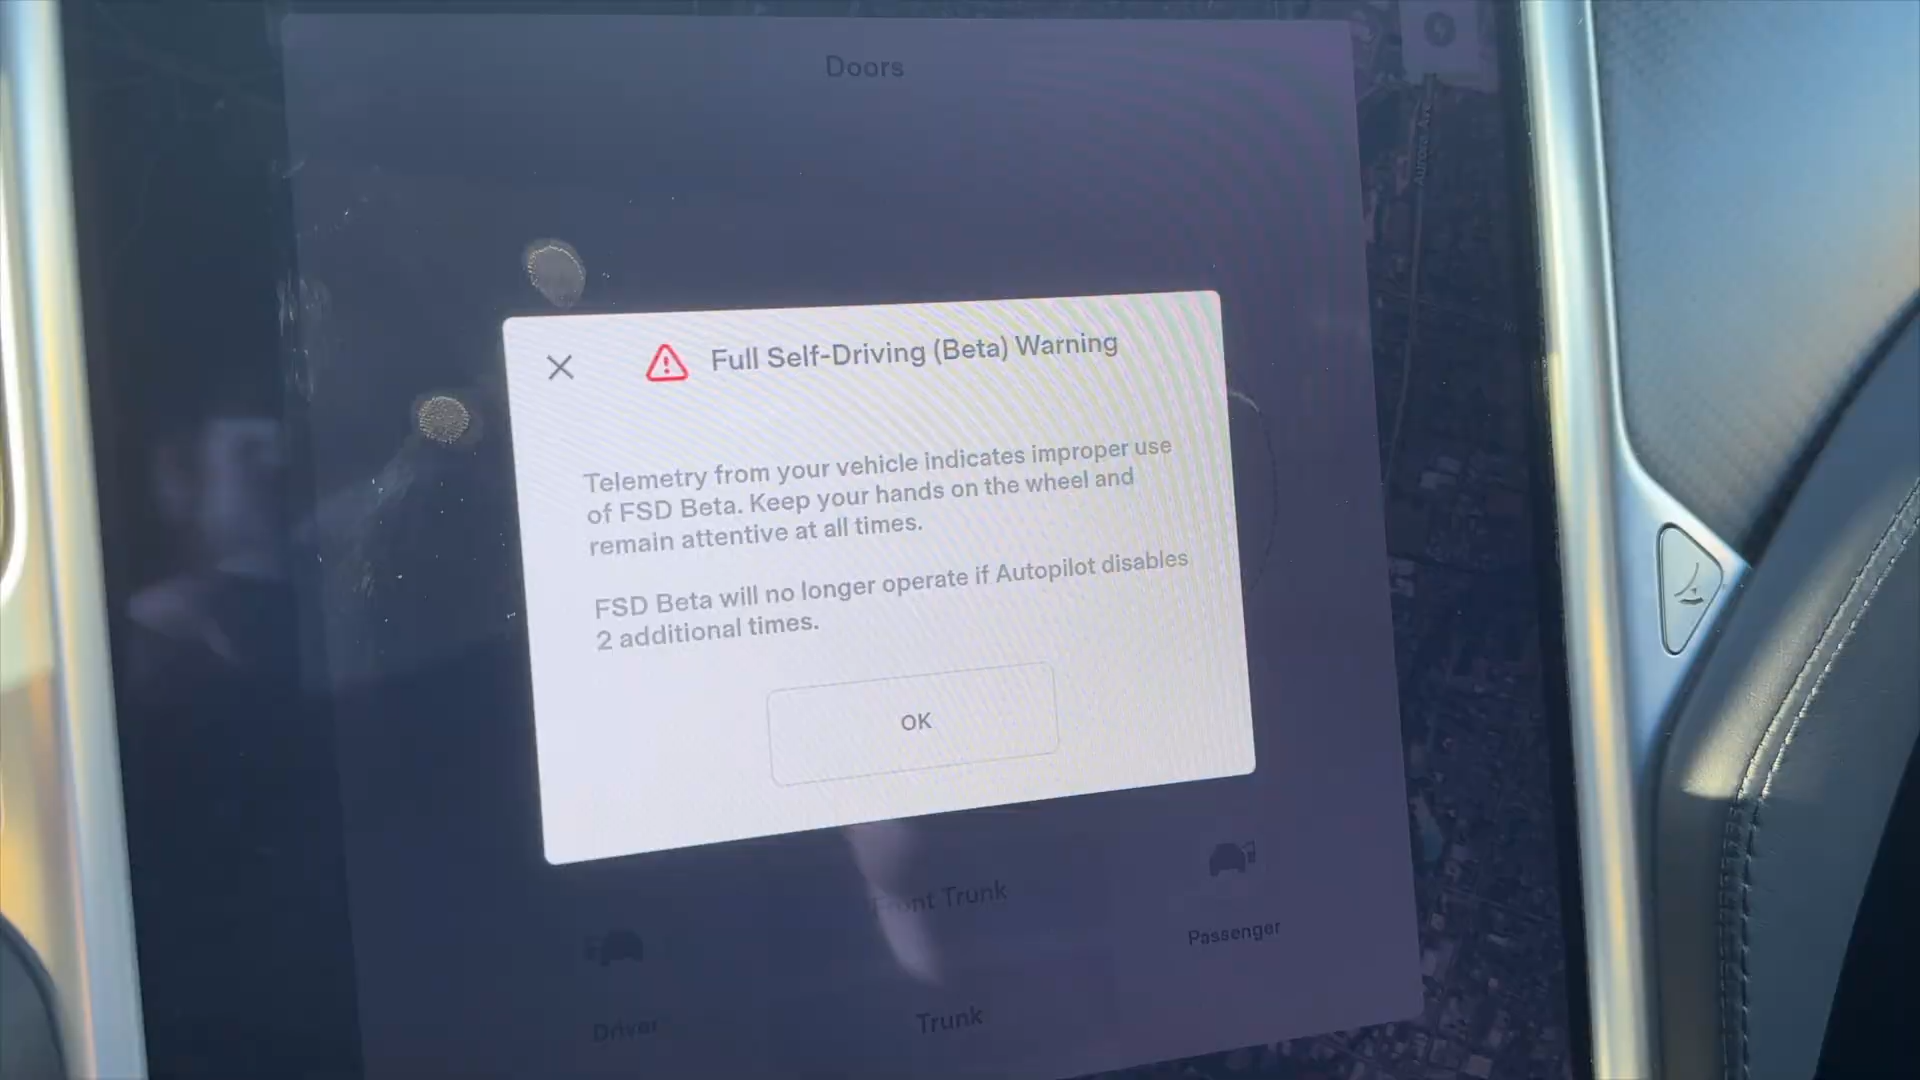 Doors
Full Self-Driving (Beta) Warning
Telemetry from your vehicle indicates improper use
of FSD Beta. Keep your hands on the wheel and
remain attentive at all times.
FSD Beta will no longer operate if Autopilot disables
2 additional times.
OK
Front Trunk
Passenger
Driver
Trunk